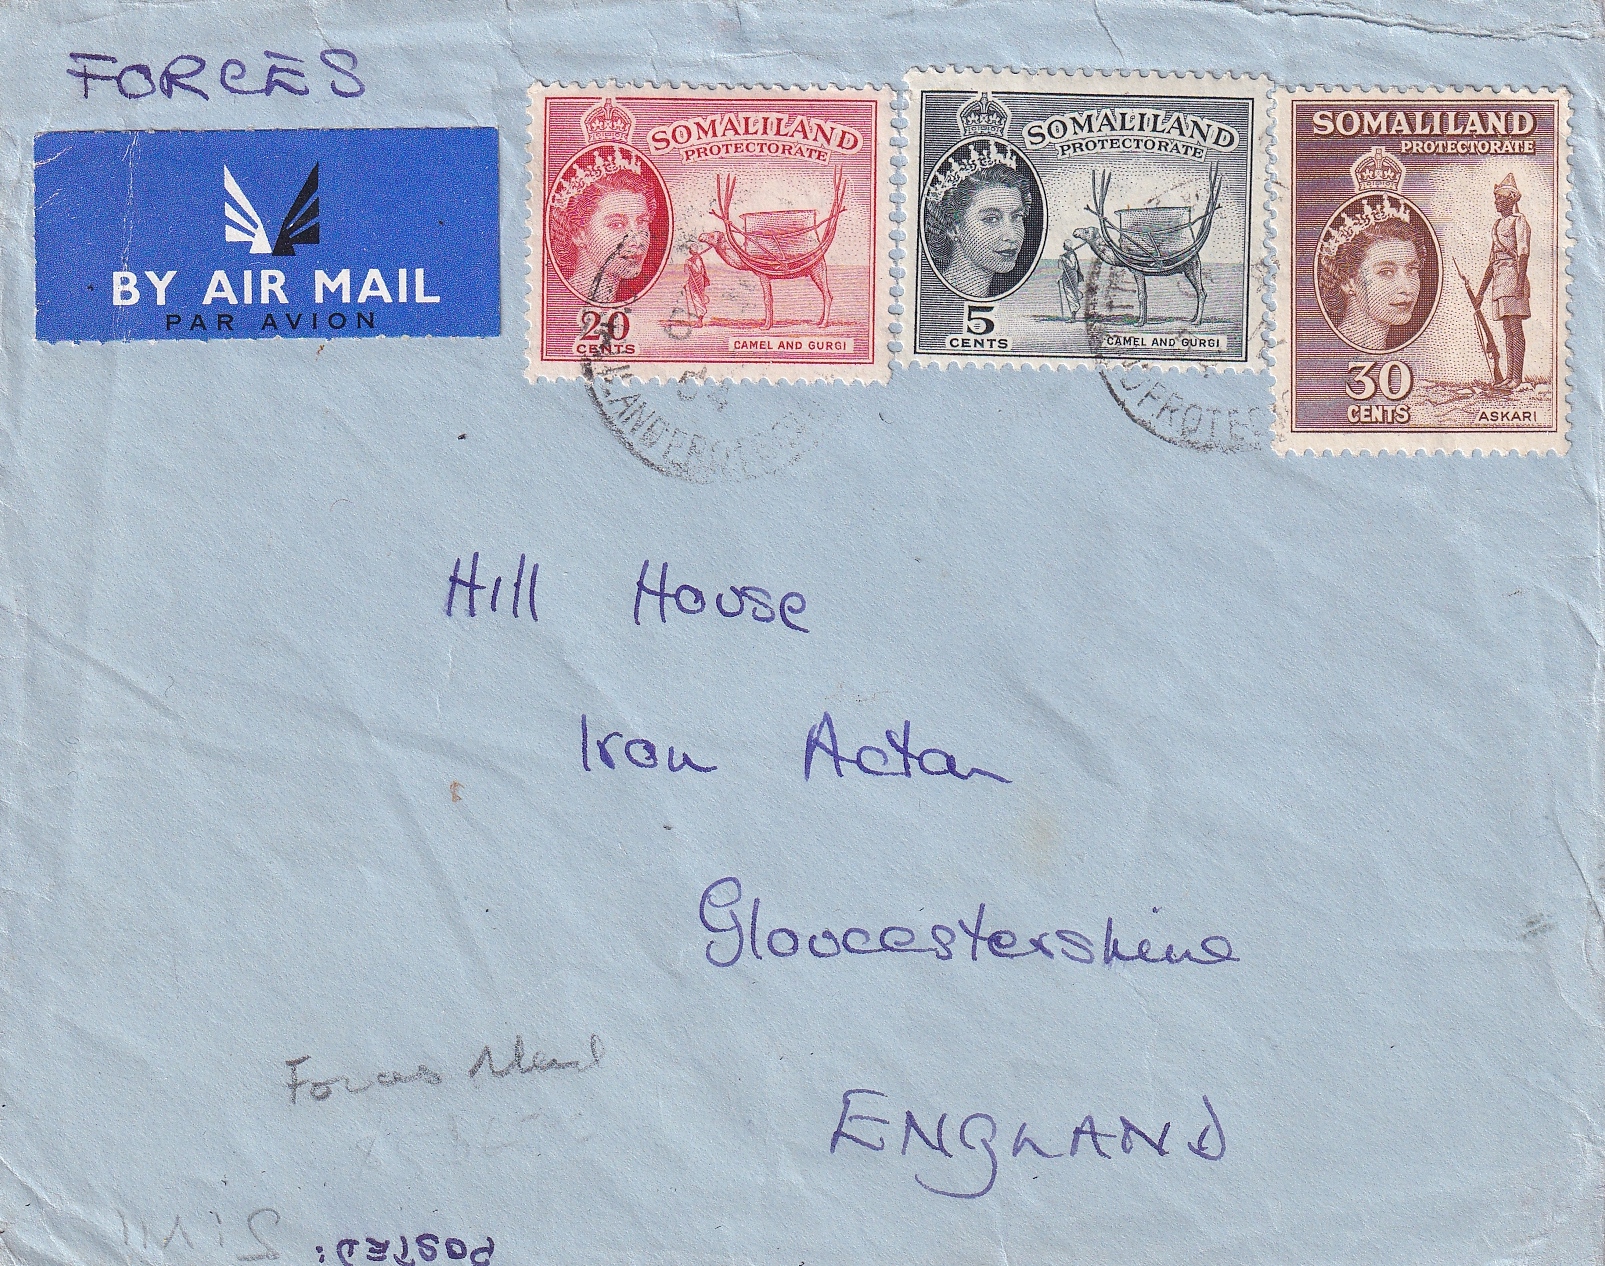 FORCES
BY AIR MAIL
PAR AVION
SOMALILAND
PROTECTORATE
20
CENTS
CAMEL AND GURGI
SOMALILAND
PROTECTORATE
5
CENTS
CAMEL AND GURGI
SOMALILAND
PROTECTORATE
30
CENTS
ASKARI
Hill House
Iron Acton
Gloucestershire
ENGLAND
Forces Mail
POSTED: